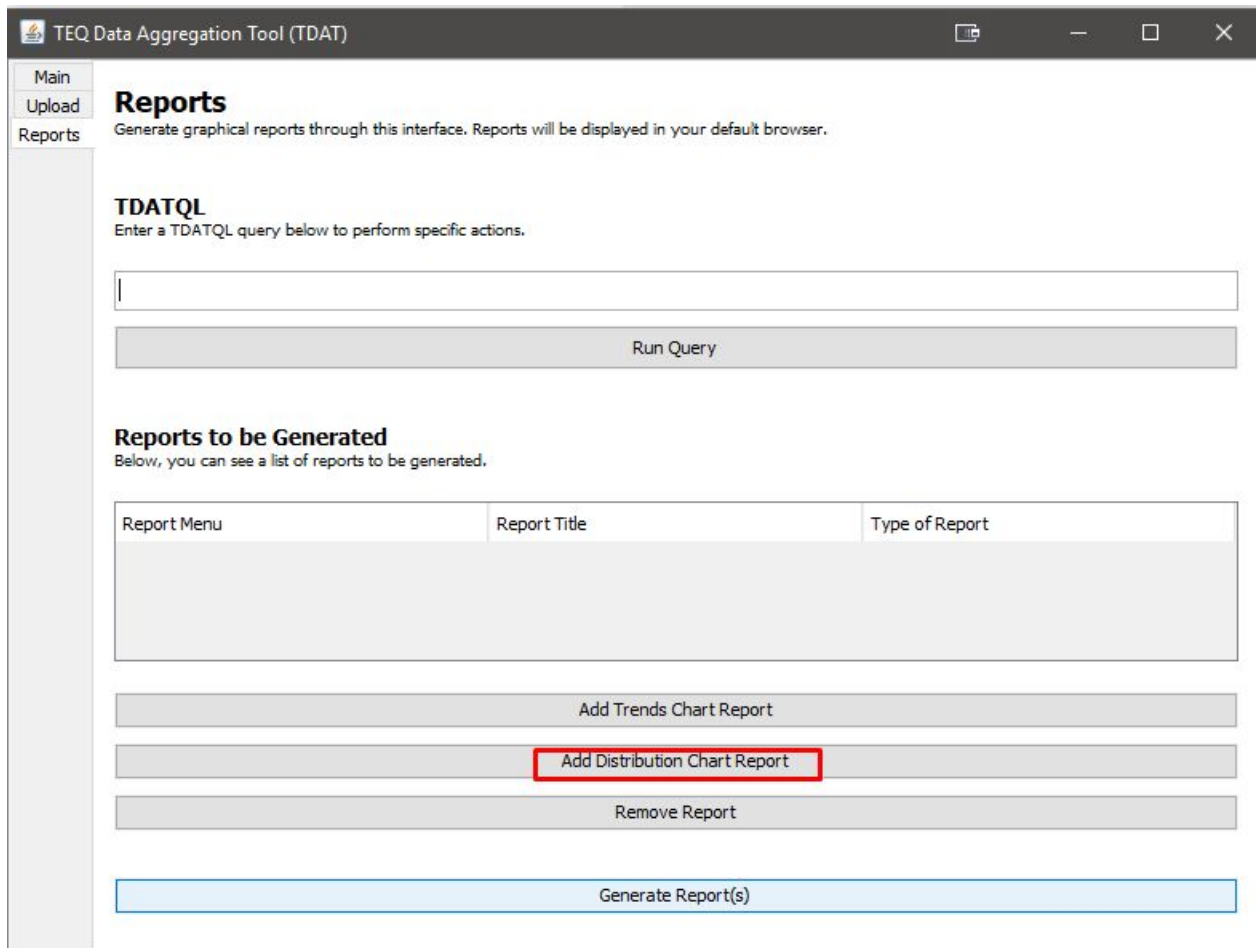 TEQ Data Aggregation Tool (TDAT)
Main
Upload
Reports
Reports
Generate graphical reports through this interface. Reports will be displayed in your default browser.
TDATQL
Enter a TDATQL query below to perform specific actions.
Run Query
Reports to be Generated
Below, you can see a list of reports to be generated.
Report Menu Report Title Type of Report
Add Trends Chart Report
Add Distribution Chart Report
Remove Report
Generate Report(s)